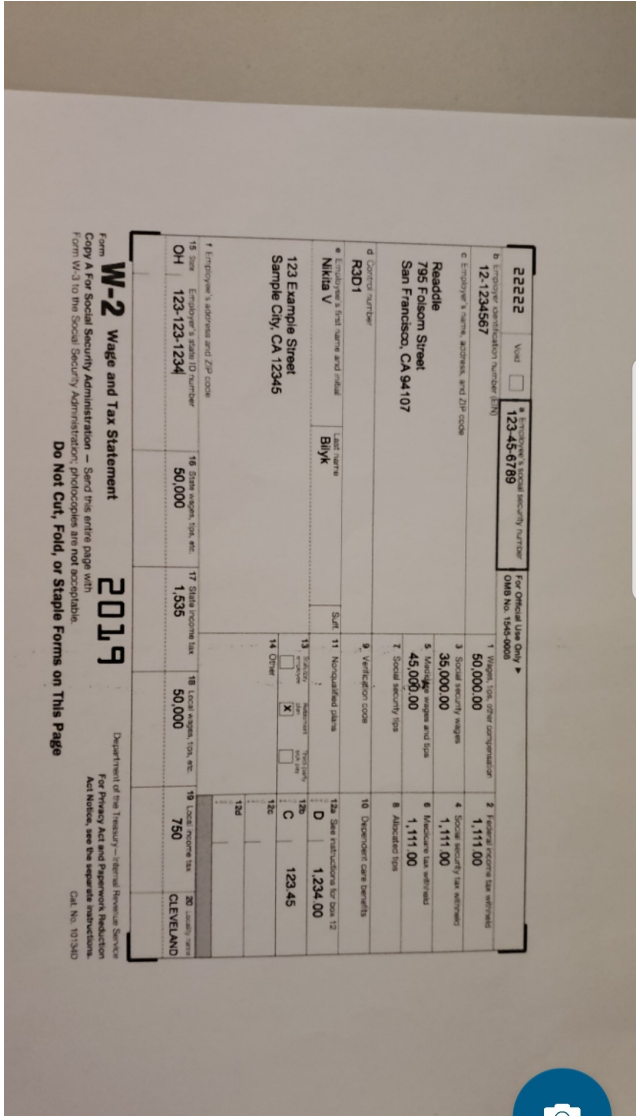 22222
Void
a Employee's social security number
123-45-6789
For Official Use Only ▶
OMB No. 1545-0008
b Employer identification number (EIN)
12-1234567
1 Wages, tips, other compensation
50,000.00
2 Federal income tax withheld
1,111.00
c Employer's name, address, and ZIP code
Readdle
795 Folsom Street
San Francisco, CA 94107
3 Social security wages
35,000.00
4 Social security tax withheld
1,111.00
5 Medicare wages and tips
45,000.00
6 Medicare tax withheld
1,111.00
7 Social security tips
8 Allocated tips
d Control number
R3D1
9 Verification code
10 Dependent care benefits
e Employee's first name and initial
Nikita V
Last name
Bilyk
Suff.
11 Nonqualified plans
12a See instructions for box 12
D 1,234.00
123 Example Street
Sample City, CA 12345
13 Statutory employee
Retirement plan
X
Third-party sick pay
12b
C 123.45
14 Other
12c
12d
f Employee's address and ZIP code
15 State
OH
Employer's state ID number
123-123-1234
16 State wages, tips, etc.
50,000
17 State income tax
1,535
18 Local wages, tips, etc.
50,000
19 Local income tax
750
20 Locality name
CLEVELAND
Form W-2 Wage and Tax Statement
2019
Department of the Treasury—Internal Revenue Service
For Privacy Act and Paperwork Reduction
Act Notice, see the separate instructions.
Copy A For Social Security Administration — Send this entire page with
Form W-3 to the Social Security Administration; photocopies are not acceptable.
Cat. No. 10134D
Do Not Cut, Fold, or Staple Forms on This Page